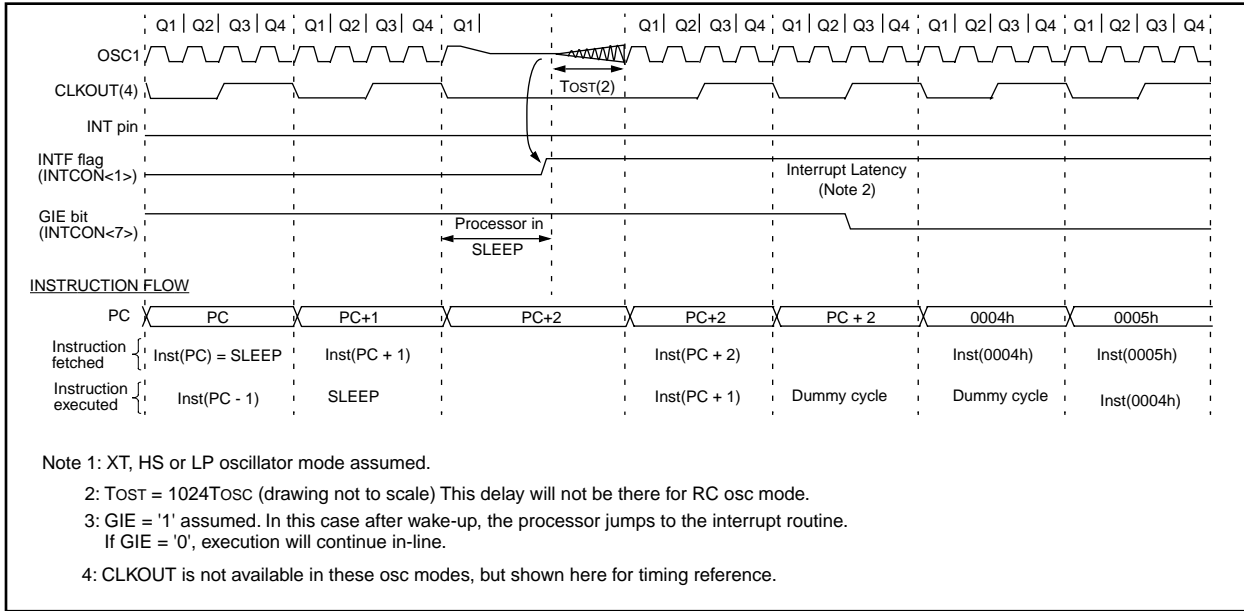 Q1 Q2 Q3 Q4 Q1 Q2 Q3 Q4 Q1 Q1 Q2 Q3 Q4 Q1 Q2 Q3 Q4 Q1 Q2 Q3 Q4 Q1 Q2 Q3 Q4
OSC1
TOST(2)
CLKOUT(4)
INT pin
INTF flag
(INTCON<1>)
Interrupt Latency
(Note 2)
GIE bit
(INTCON<7>)
Processor in
SLEEP
INSTRUCTION FLOW
PC PC PC+1 PC+2 PC+2 PC + 2 0004h 0005h
Instruction
fetched
Inst(PC) = SLEEP Inst(PC + 1) Inst(PC + 2) Inst(0004h) Inst(0005h)
Instruction
executed
Inst(PC - 1) SLEEP Inst(PC + 1) Dummy cycle Dummy cycle Inst(0004h)
Note 1: XT, HS or LP oscillator mode assumed.
2: TOST = 1024TOSC (drawing not to scale) This delay will not be there for RC osc mode.
3: GIE = '1' assumed. In this case after wake-up, the processor jumps to the interrupt routine.
If GIE = '0', execution will continue in-line.
4: CLKOUT is not available in these osc modes, but shown here for timing reference.